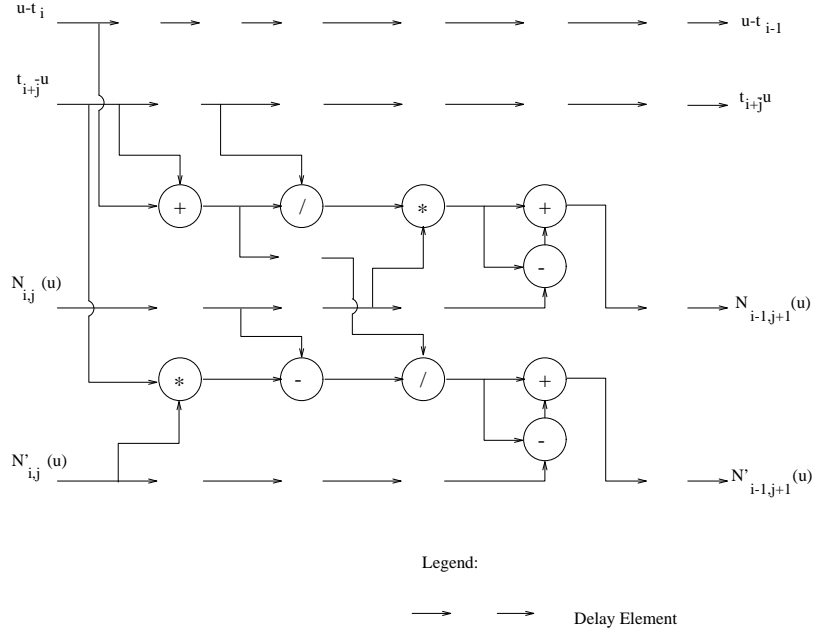 u-t i
u-t i-1
t i+j -u
t i+j -u
+
/
*
+
-
N i,j (u)
N i-1,j+1 (u)
*
-
/
+
-
N' i,j (u)
N' i-1,j+1 (u)
Legend:
Delay Element